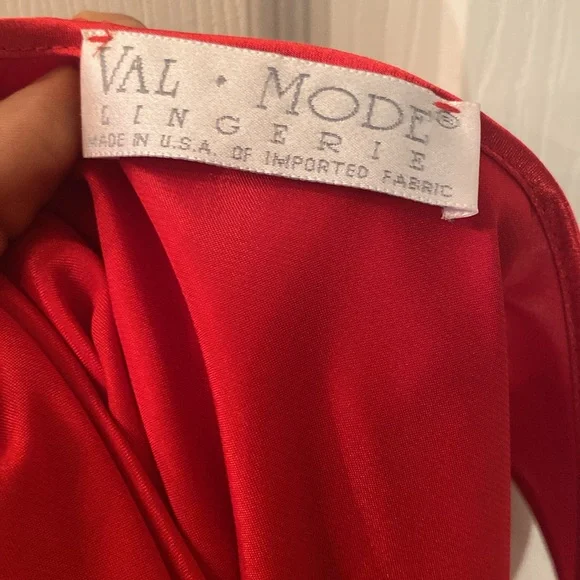 VAL · MODE®
LINGERIE
MADE IN U.S.A. OF IMPORTED FABRIC